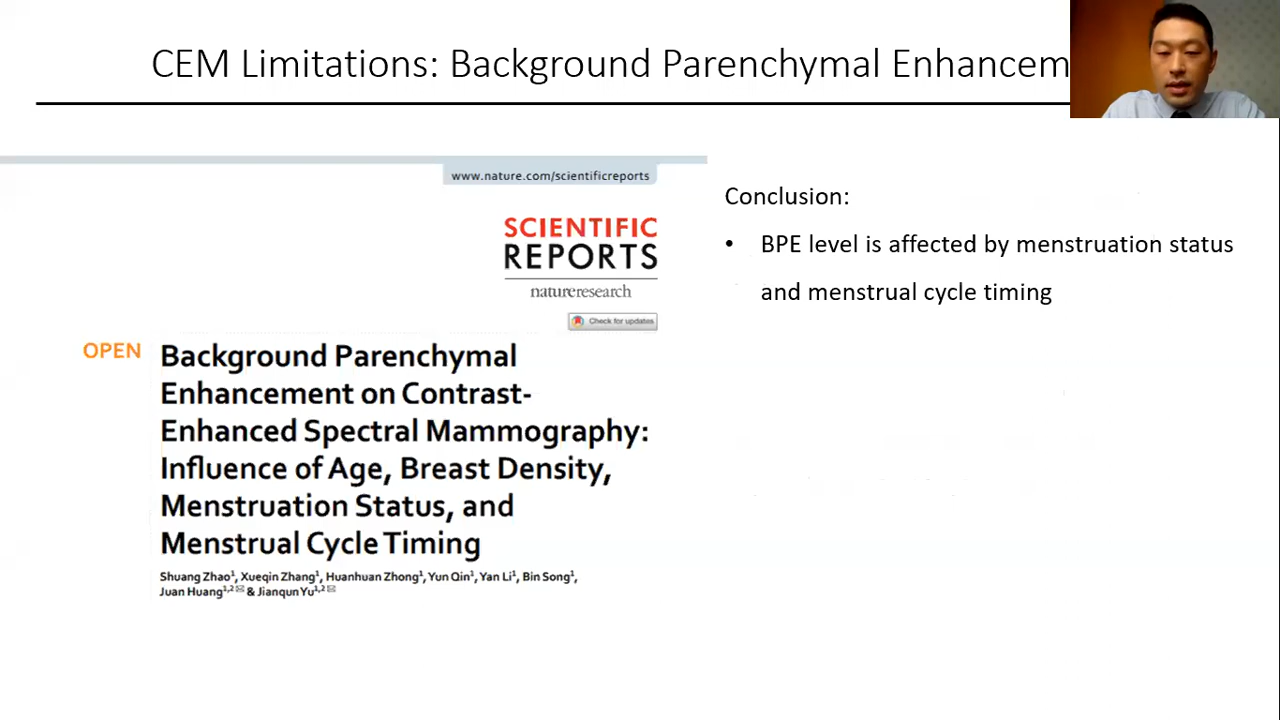 CEM Limitations: Background Parenchymal Enhancem
www.nature.com/scientificreports
SCIENTIFIC
REPORTS
natureresearch
Check for updates
OPEN
Background Parenchymal
Enhancement on Contrast-
Enhanced Spectral Mammography:
Influence of Age, Breast Density,
Menstruation Status, and
Menstrual Cycle Timing
Shuang Zhao1, Xueqin Zhang1, Huanhuan Zhong1, Yun Qin1, Yan Li1, Bin Song1,
Juan Huang1,2✉ & Jianqun Yu1,2✉
Conclusion:
• BPE level is affected by menstruation status
and menstrual cycle timing